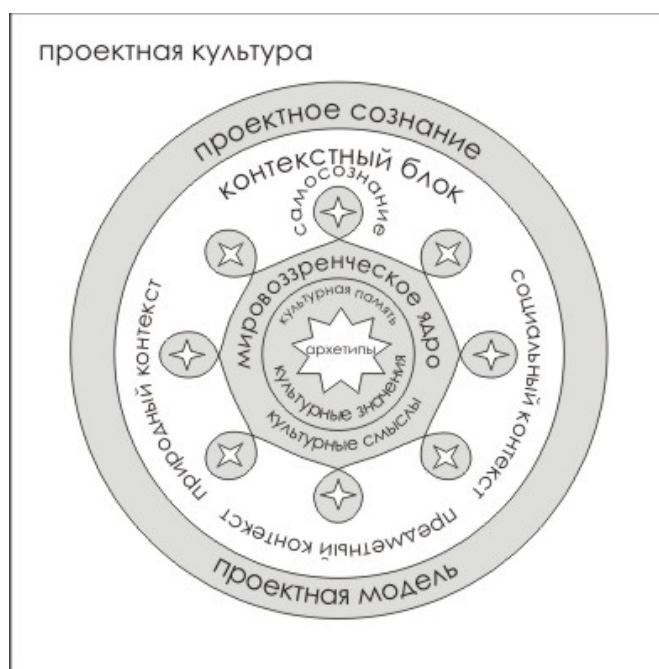 проектная культура
проектное сознание
контекстный блок
самосознание
мировоззренческое ядро
культурная память
архетипы
культурные значения
культурные смыслы
природный контекст
социальный контекст
предметный контекст
проектная модель